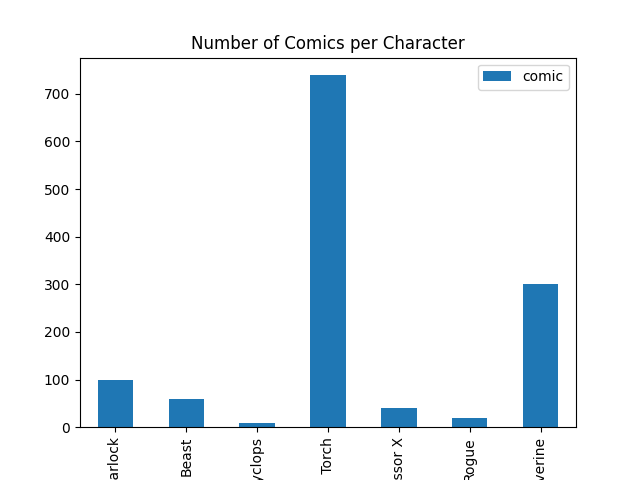 Number of Comics per Character
comic
700
600
500
400
300
200
100
0
arlock
Beast
yclops
Torch
ssor X
Rogue
verine